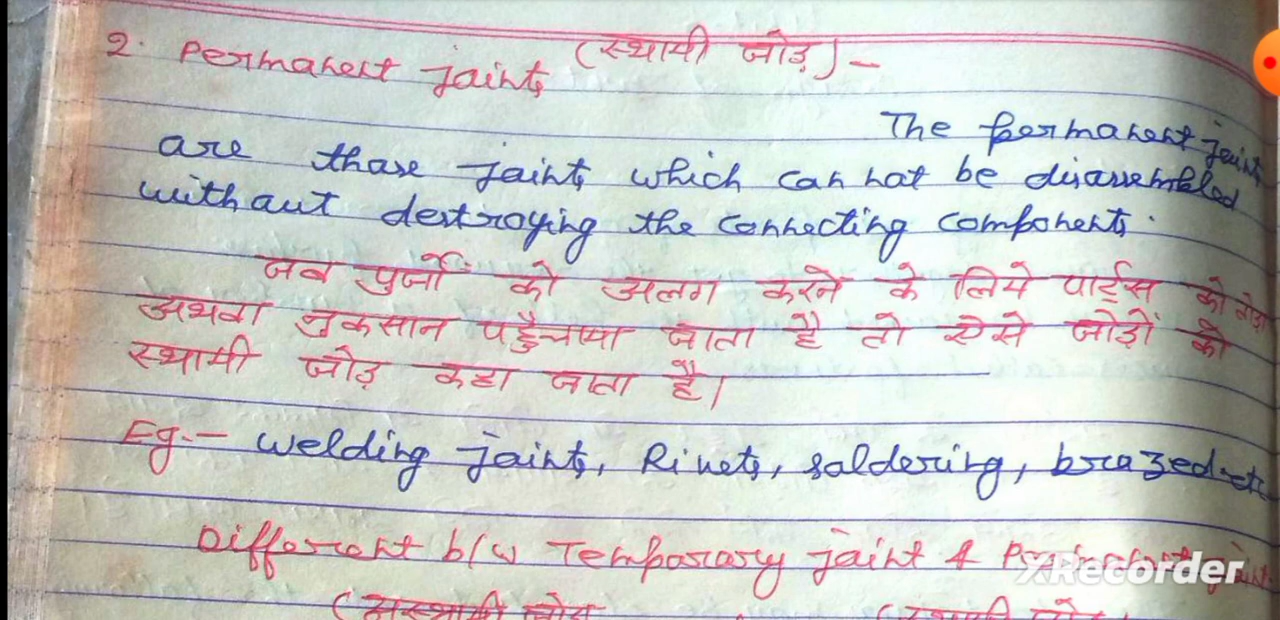 2. Permanent joints (स्थायी जोड़) –
The permanent joints
are those joints which can not be disassembled
without destroying the connecting components.
जब पुर्जों को अलग करने के लिये पार्ट्स को तोड़ा
अथवा नुकसान पहुँचाया जाता है तो ऐसे जोड़ों को
स्थायी जोड़ कहा जाता है।
Eg.– welding joints, Rivets, soldering, brazed etc
Different b/w Temporary joint & Permanent joint
(अस्थायी जोड़ (स्थायी जोड़)
XRecorder